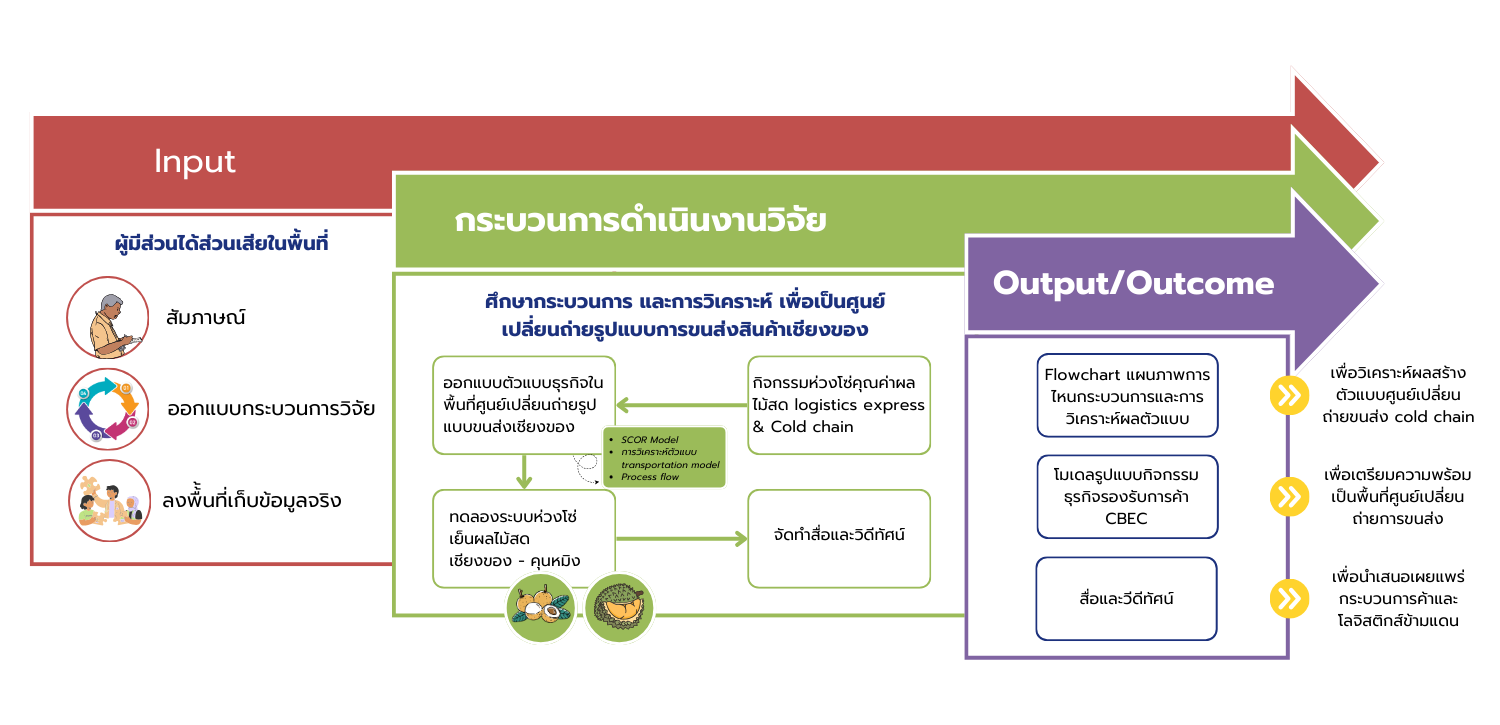 Input
ผู้มีส่วนได้ส่วนเสียในพื้นที่
สัมภาษณ์
ออกแบบกระบวนการวิจัย
ลงพื้นที่เก็บข้อมูลจริง
กระบวนการดำเนินงานวิจัย
ศึกษากระบวนการ และการวิเคราะห์ เพื่อเป็นศูนย์
เปลี่ยนถ่ายรูปแบบการขนส่งสินค้าเชียงของ
ออกแบบตัวแบบธุรกิจใน
พื้นที่ศูนย์เปลี่ยนถ่ายรูป
แบบขนส่งเชียงของ
กิจกรรมห่วงโซ่คุณค่าผล
ไม้สด logistics express
& Cold chain
• SCOR Model
• การวิเคราะห์ตัวแบบ
transportation model
• Process flow
ทดลองระบบห่วงโซ่
เย็นผลไม้สด
เชียงของ - คุนหมิง
จัดทำสื่อและวิดีทัศน์
Output/Outcome
Flowchart แผนภาพการ
ไหนกระบวนการและการ
วิเคราะห์ผลตัวแบบ
โมเดลรูปแบบกิจกรรม
ธุรกิจรองรับการค้า
CBEC
สื่อและวีดีทัศน์
เพื่อวิเคราะห์ผลสร้าง
ตัวแบบศูนย์เปลี่ยน
ถ่ายขนส่ง cold chain
เพื่อเตรียมความพร้อม
เป็นพื้นที่ศูนย์เปลี่ยน
ถ่ายการขนส่ง
เพื่อนำเสนอเผยแพร่
กระบวนการค้าและ
โลจิสติกส์ข้ามแดน